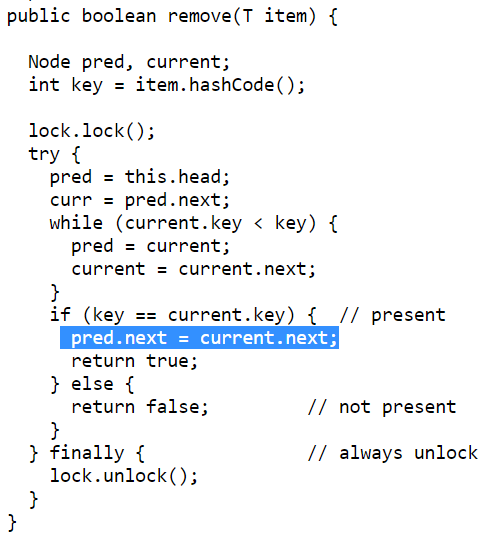 public boolean remove(T item) {
Node pred, current;
int key = item.hashCode();
lock.lock();
try {
pred = this.head;
curr = pred.next;
while (current.key < key) {
pred = current;
current = current.next;
}
if (key == current.key) {  // present
pred.next = current.next;
return true;
} else {
return false;         // not present
}
} finally {               // always unlock
lock.unlock();
}
}